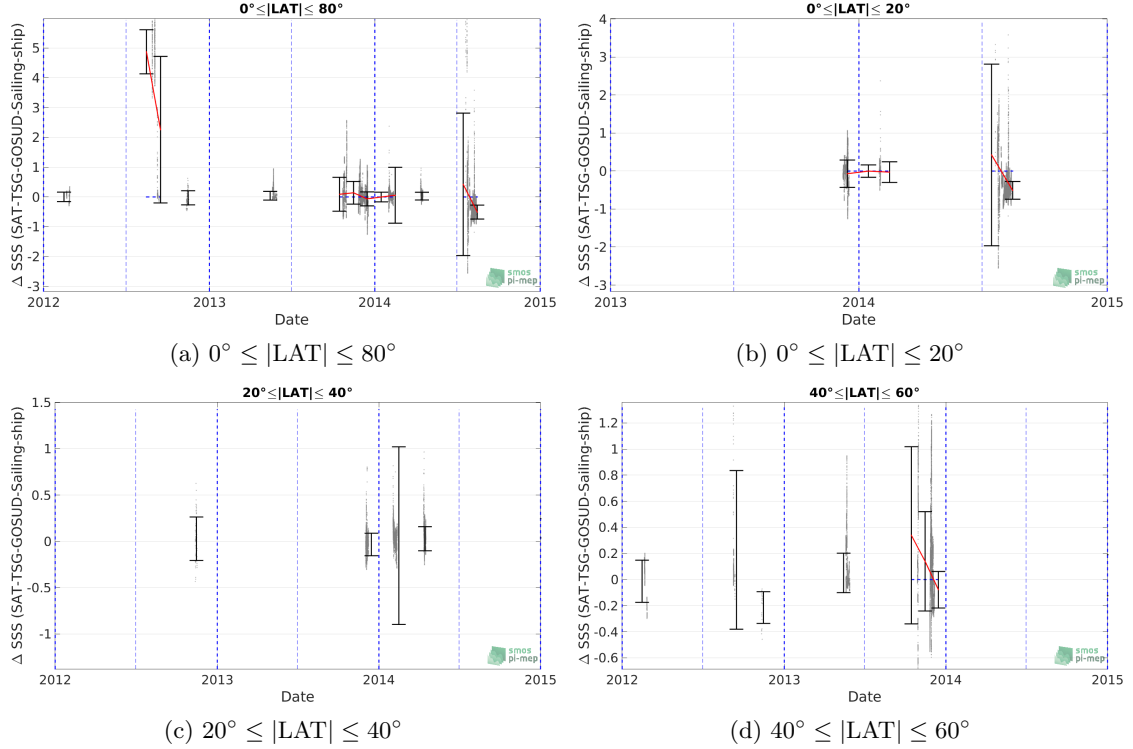 0°≤|LAT|≤ 80°
Δ SSS (SAT-TSG-GOSUD-Sailing-ship)
5
4
3
2
1
0
-1
-2
-3
2012
2013
2014
2015
Date
smos
pi-mep
(a) 0° ≤ |LAT| ≤ 80°
0°≤|LAT|≤ 20°
Δ SSS (SAT-TSG-GOSUD-Sailing-ship)
4
3
2
1
0
-1
-2
-3
2013
2014
2015
Date
smos
pi-mep
(b) 0° ≤ |LAT| ≤ 20°
20°≤|LAT|≤ 40°
Δ SSS (SAT-TSG-GOSUD-Sailing-ship)
1.5
1
0.5
0
-0.5
-1
2012
2013
2014
2015
Date
smos
pi-mep
(c) 20° ≤ |LAT| ≤ 40°
40°≤|LAT|≤ 60°
Δ SSS (SAT-TSG-GOSUD-Sailing-ship)
1.2
1
0.8
0.6
0.4
0.2
0
-0.2
-0.4
-0.6
2012
2013
2014
2015
Date
smos
pi-mep
(d) 40° ≤ |LAT| ≤ 60°